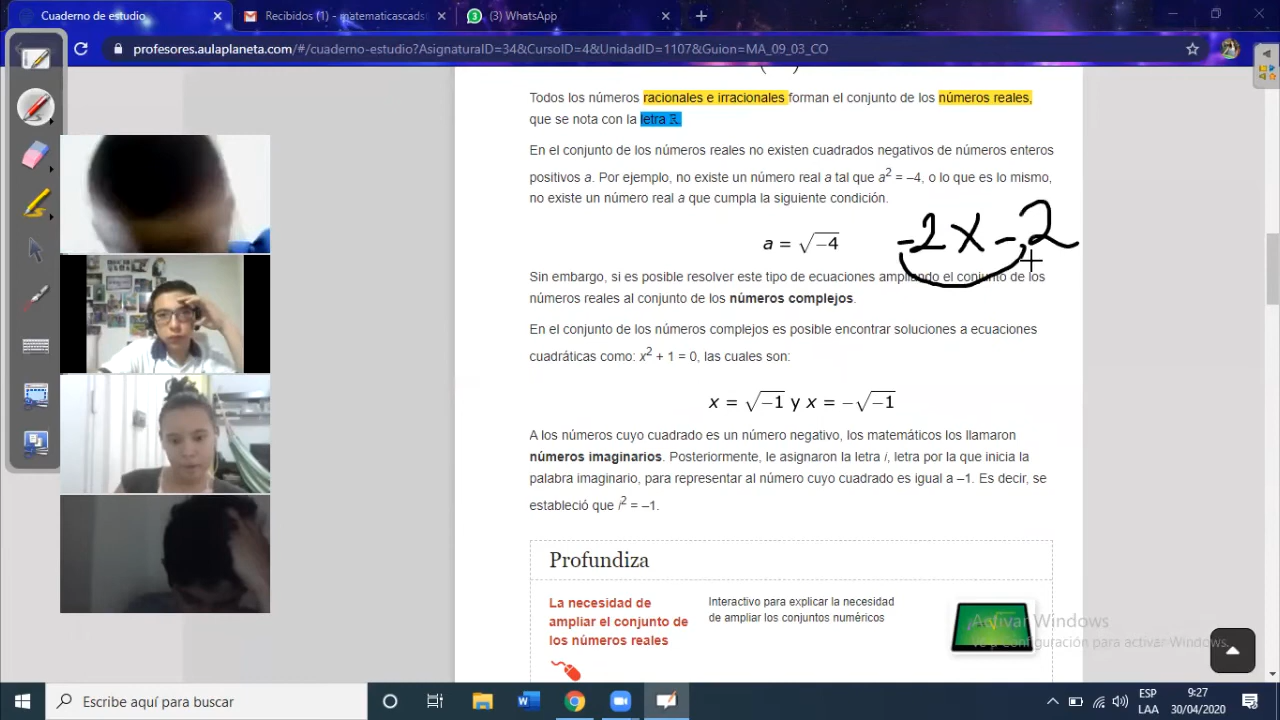 Cuaderno de estudio
Recibidos (1) - matematicascads
(3) WhatsApp
profesores.aulaplaneta.com/#/cuaderno-estudio?AsignaturaID=34&CursoID=4&UnidadID=1107&Guion=MA_09_03_CO
Todos los números racionales e irracionales forman el conjunto de los números reales,
que se nota con la letra ℝ.
En el conjunto de los números reales no existen cuadrados negativos de números enteros
positivos a. Por ejemplo, no existe un número real a tal que a² = –4, o lo que es lo mismo,
no existe un número real a que cumpla la siguiente condición.
a = √–4
-2 x -2
Sin embargo, si es posible resolver este tipo de ecuaciones ampliando el conjunto de los
números reales al conjunto de los números complejos.
En el conjunto de los números complejos es posible encontrar soluciones a ecuaciones
cuadráticas como: x² + 1 = 0, las cuales son:
x = √–1 y x = –√–1
A los números cuyo cuadrado es un número negativo, los matemáticos los llamaron
números imaginarios. Posteriormente, le asignaron la letra i, letra por la que inicia la
palabra imaginario, para representar al número cuyo cuadrado es igual a –1. Es decir, se
estableció que i² = –1.
Profundiza
La necesidad de
ampliar el conjunto de
los números reales
Interactivo para explicar la necesidad
de ampliar los conjuntos numéricos
Activar Windows
Ve a Configuración para activar Windows.
Escribe aquí para buscar
ESP
LAA
9:27
30/04/2020